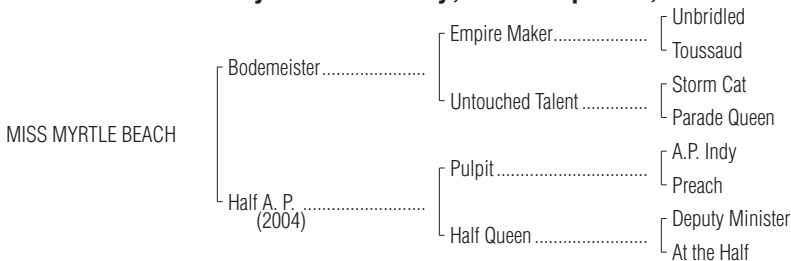 Unbridled
Empire Maker.....................
Toussaud
Bodemeister.......................
Storm Cat
Untouched Talent ...............
Parade Queen
MISS MYRTLE BEACH
A.P. Indy
Pulpit..................................
Preach
Half A. P. ...........................
(2004)
Deputy Minister
Half Queen .........................
At the Half